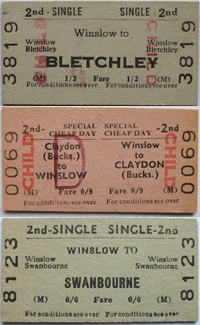 2nd-SINGLE SINGLE-2nd
CHILD CHILD
3819 3819
Winslow to
Winslow Winslow
Bletchley Bletchley
BLETCHLEY
(M) 1/2 Fare 1/2 (M)
For conditions see over For conditions see over
2nd- SPECIAL SPECIAL -2nd
CHEAP DAY CHEAP DAY
CHILD CHILD
0069 0069
Claydon Winslow
(Bucks.) to
to CLAYDON
WINSLOW (Bucks.)
(M) Fare 0/9 Fare 0/9 (M)
For conditions see over For conditions see over
2nd-SINGLE SINGLE-2nd
8123 8123
WINSLOW TO
Winslow Winslow
Swanbourne Swanbourne
SWANBOURNE
(M) 0/6 Fare 0/6 (M)
For conditions see over For conditions see over